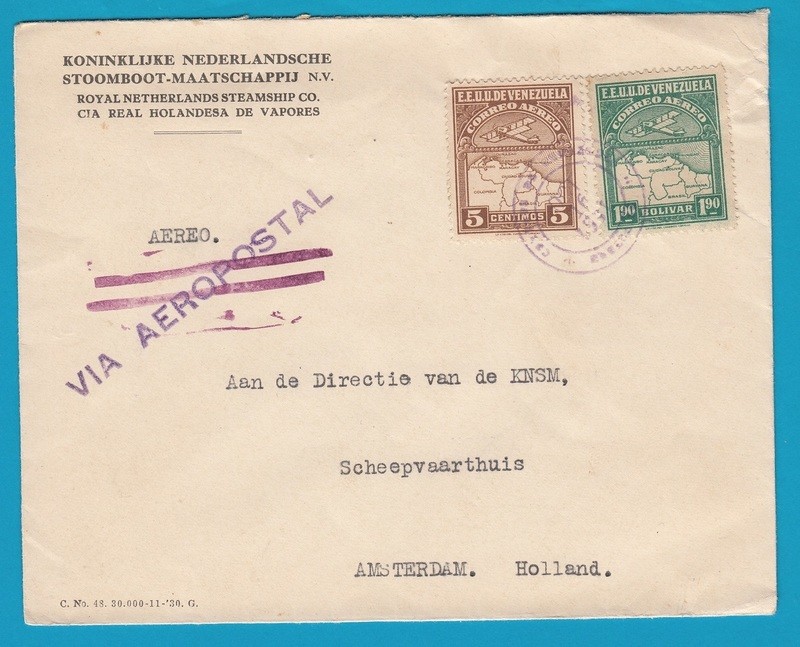 KONINKLIJKE NEDERLANDSCHE
STOOMBOOT-MAATSCHAPPIJ N.V.
ROYAL NETHERLANDS STEAMSHIP CO.
CIA REAL HOLANDESA DE VAPORES
E.E.U.U.DE VENEZUELA
CORREO AEREO
5 CENTIMOS 5
E.E.U.U.DE VENEZUELA
CORREO AEREO
1.90 BOLIVAR 1.90
AEREO.
VIA AEROPOSTAL
Aan de Directie van de KNSM,
Scheepvaarthuis
AMSTERDAM. Holland.
C. No. 48. 30.000-11-'30. G.